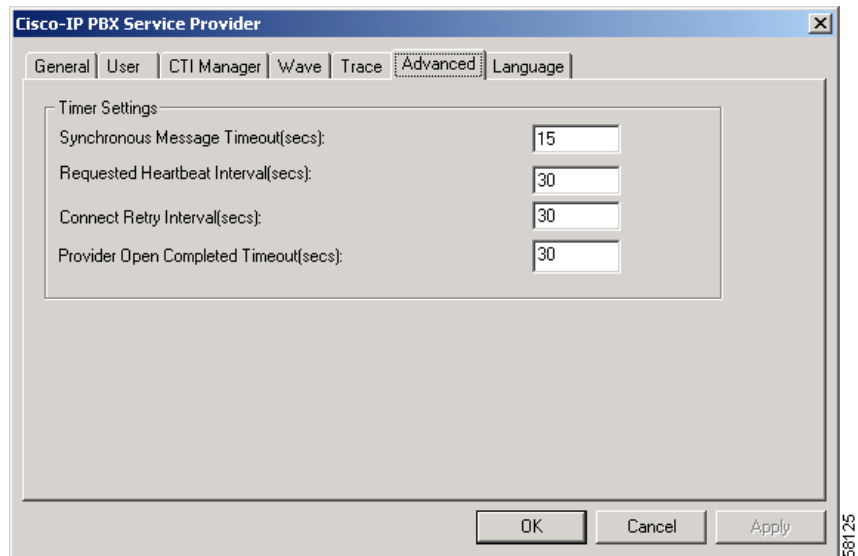 Cisco-IP PBX Service Provider
General User CTI Manager Wave Trace Advanced Language
Timer Settings
Synchronous Message Timeout(secs): 15
Requested Heartbeat Interval(secs): 30
Connect Retry Interval(secs): 30
Provider Open Completed Timeout(secs): 30
OK Cancel Apply